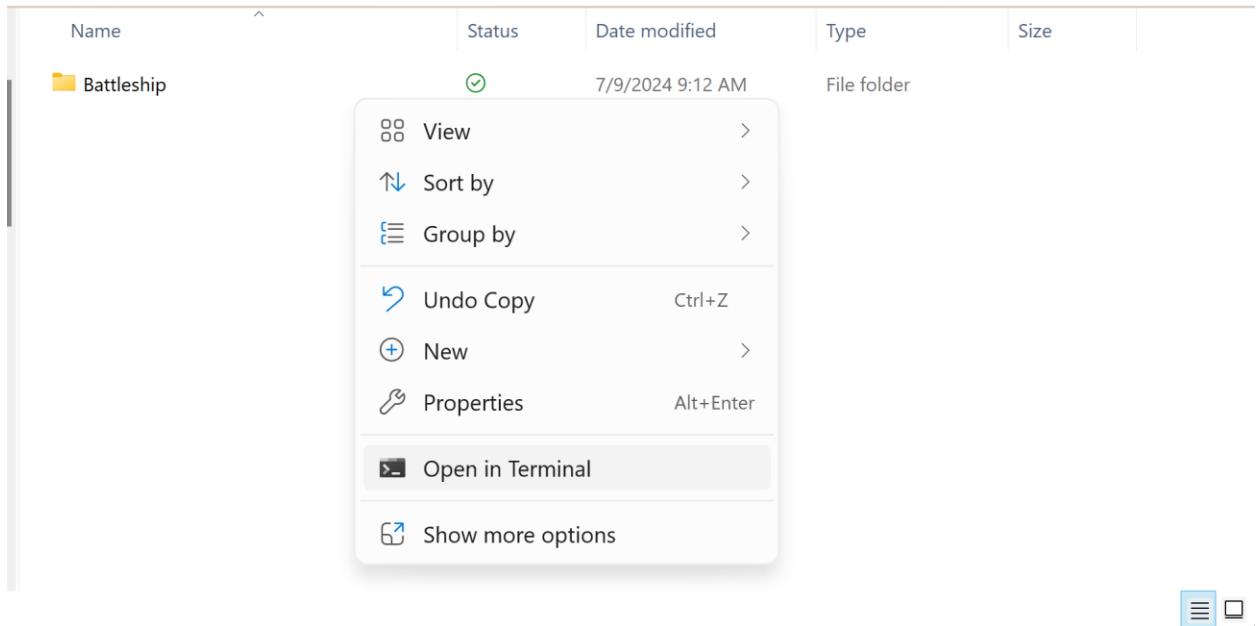 Name Status Date modified Type Size
Battleship 7/9/2024 9:12 AM File folder
View
Sort by
Group by
Undo Copy Ctrl+Z
New
Properties Alt+Enter
Open in Terminal
Show more options